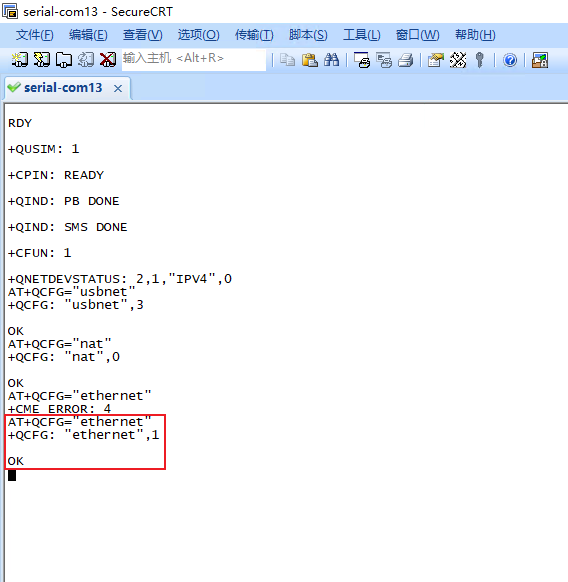 serial-com13 - SecureCRT
文件(F) 编辑(E) 查看(V) 选项(O) 传输(T) 脚本(S) 工具(L) 窗口(W) 帮助(H)
输入主机 <Alt+R>
serial-com13 ×
RDY
+QUSIM: 1
+CPIN: READY
+QIND: PB DONE
+QIND: SMS DONE
+CFUN: 1
+QNETDEVSTATUS: 2,1,"IPV4",0
AT+QCFG="usbnet"
+QCFG: "usbnet",3
OK
AT+QCFG="nat"
+QCFG: "nat",0
OK
AT+QCFG="ethernet"
+CME ERROR: 4
AT+QCFG="ethernet"
+QCFG: "ethernet",1
OK